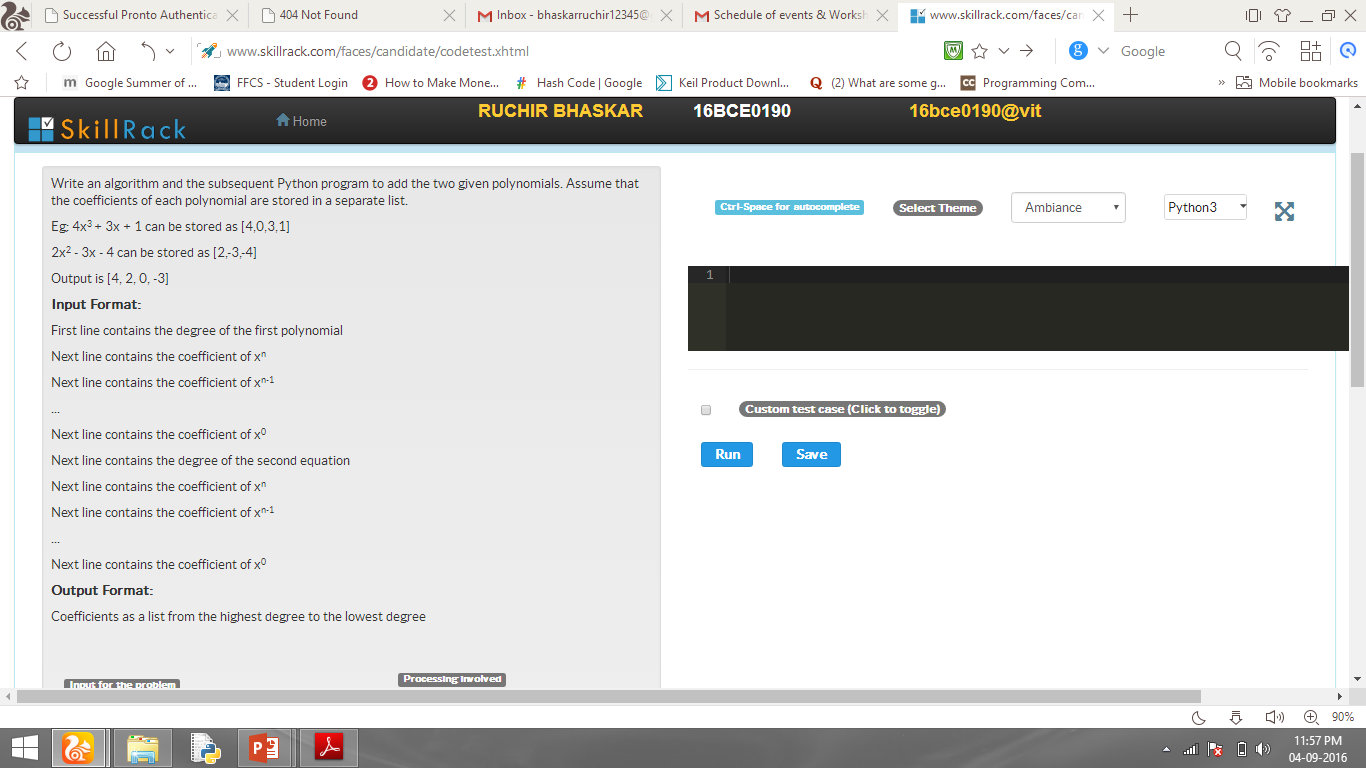 Successful Pronto Authentica
404 Not Found
Inbox - bhaskarruchir12345@
Schedule of events & Worksh
www.skillrack.com/faces/can
www.skillrack.com/faces/candidate/codetest.xhtml
Google
Google Summer of ...
FFCS - Student Login
How to Make Mone...
Hash Code | Google
Keil Product Downl...
(2) What are some g...
Programming Com...
» Mobile bookmarks
SkillRack
Home
RUCHIR BHASKAR
16BCE0190
16bce0190@vit
Write an algorithm and the subsequent Python program to add the two given polynomials. Assume that
the coefficients of each polynomial are stored in a separate list.
Eg: 4x³ + 3x + 1 can be stored as [4,0,3,1]
2x² - 3x - 4 can be stored as [2,-3,-4]
Output is [4, 2, 0, -3]
Input Format:
First line contains the degree of the first polynomial
Next line contains the coefficient of xⁿ
Next line contains the coefficient of xⁿ⁻¹
...
Next line contains the coefficient of x⁰
Next line contains the degree of the second equation
Next line contains the coefficient of xⁿ
Next line contains the coefficient of xⁿ⁻¹
...
Next line contains the coefficient of x⁰
Output Format:
Coefficients as a list from the highest degree to the lowest degree
Input for the problem
Processing Involved
Ctrl-Space for autocomplete
Select Theme
Ambiance
Python3
1
Custom test case (Click to toggle)
Run
Save
90%
11:57 PM
04-09-2016